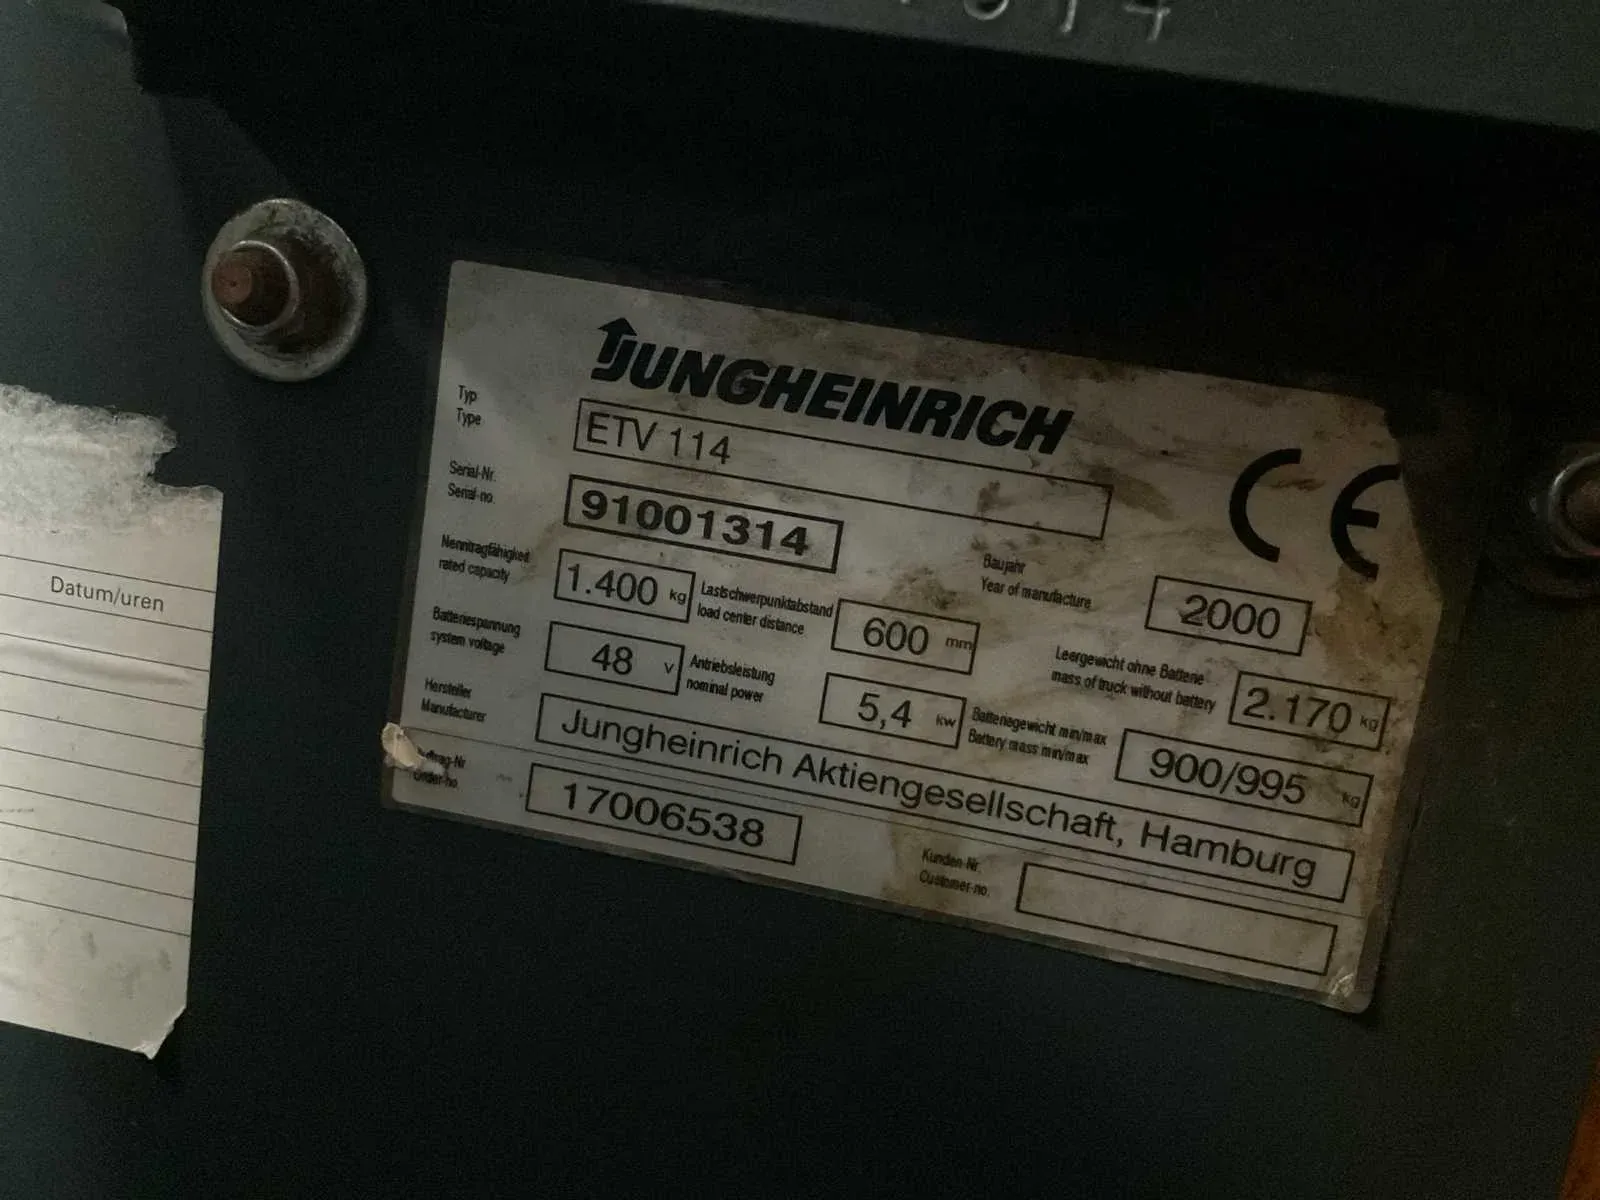 Datum/uren
JUNGHEINRICH
Typ
Type
ETV 114
Serial-Nr.
Serial-no.
91001314
Baujahr
Year of manufacture
2000
Nenntragfähigkeit
rated capacity
1.400 kg
Lastschwerpunktabstand
load center distance
600 mm
Leergewicht ohne Batterie
mass of truck without battery
2.170 kg
Batteriespannung
system voltage
48 V
Antriebsleistung
nominal power
5,4 kw
Batteriegewicht min/max
Battery mass min/max
900/995 kg
Hersteller
Manufacturer
Jungheinrich Aktiengesellschaft, Hamburg
Order-no.
17006538
Kunden-Nr.
Customer-no.
CE